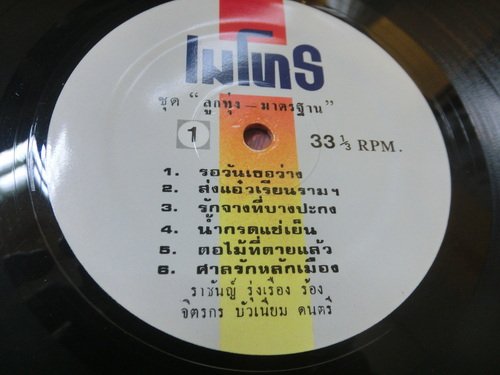 ไมโทร
ชุด "ลูกทุ่ง - มาตรฐาน"
1 33 ⅓ RPM.
1. รอวันเธอว่าง
2. ส่งแอ๋วเรียนรามฯ
3. รักจางที่บางปะกง
4. น้ำกรดแช่เย็น
5. ตอไม้ที่ตายแล้ว
6. ศาลรักหลักเมือง
ราชันญ์ รุ่งเรือง ร้อง
จิตรกร บัวเนียม ดนตรี